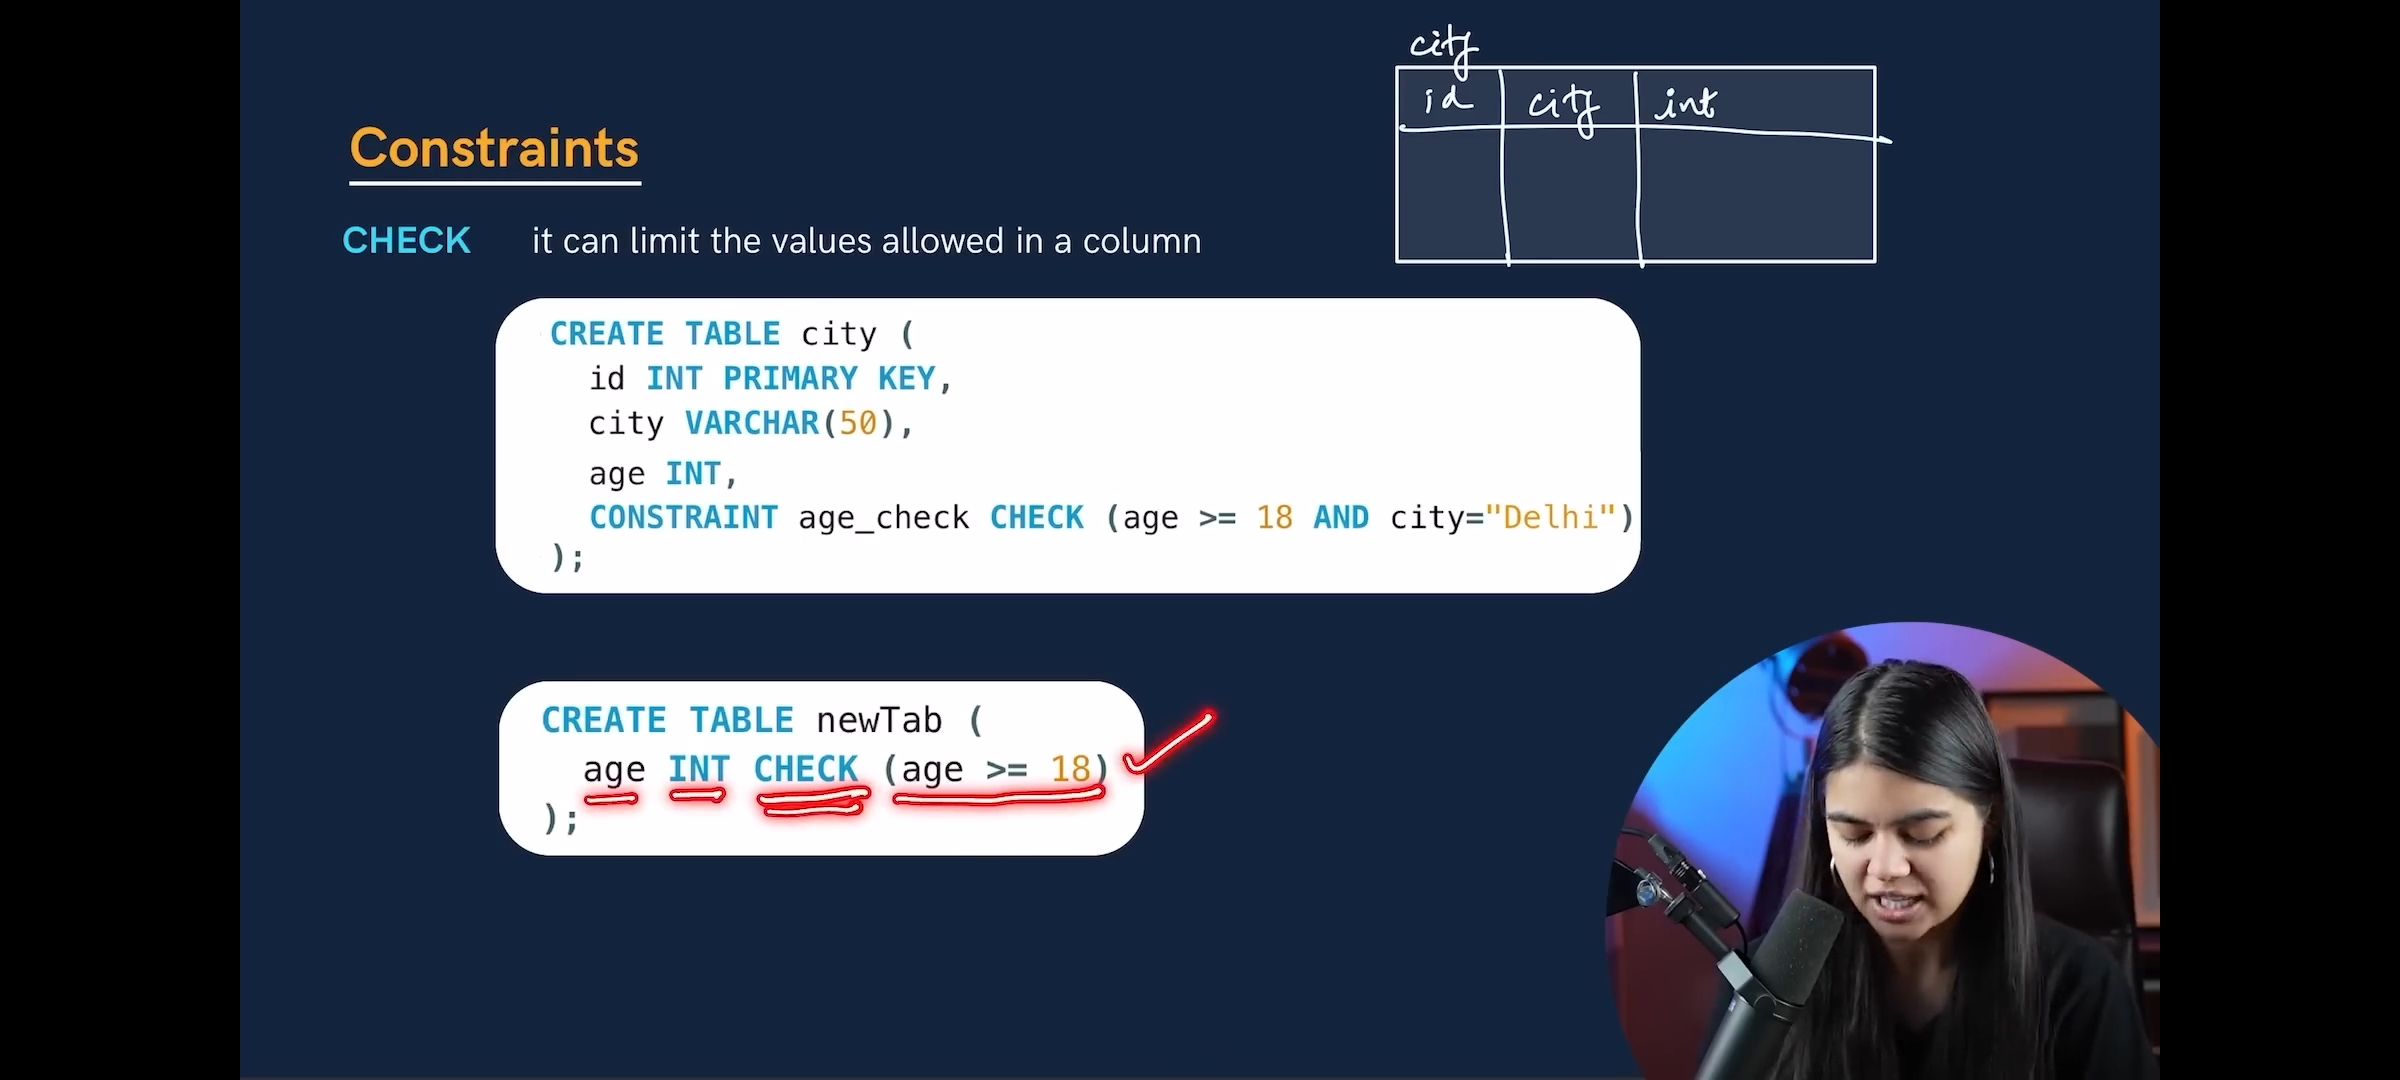 city
id city int
Constraints
CHECK it can limit the values allowed in a column
CREATE TABLE city (
id INT PRIMARY KEY,
city VARCHAR(50),
age INT,
CONSTRAINT age_check CHECK (age >= 18 AND city="Delhi")
);
CREATE TABLE newTab (
age INT CHECK (age >= 18)
);